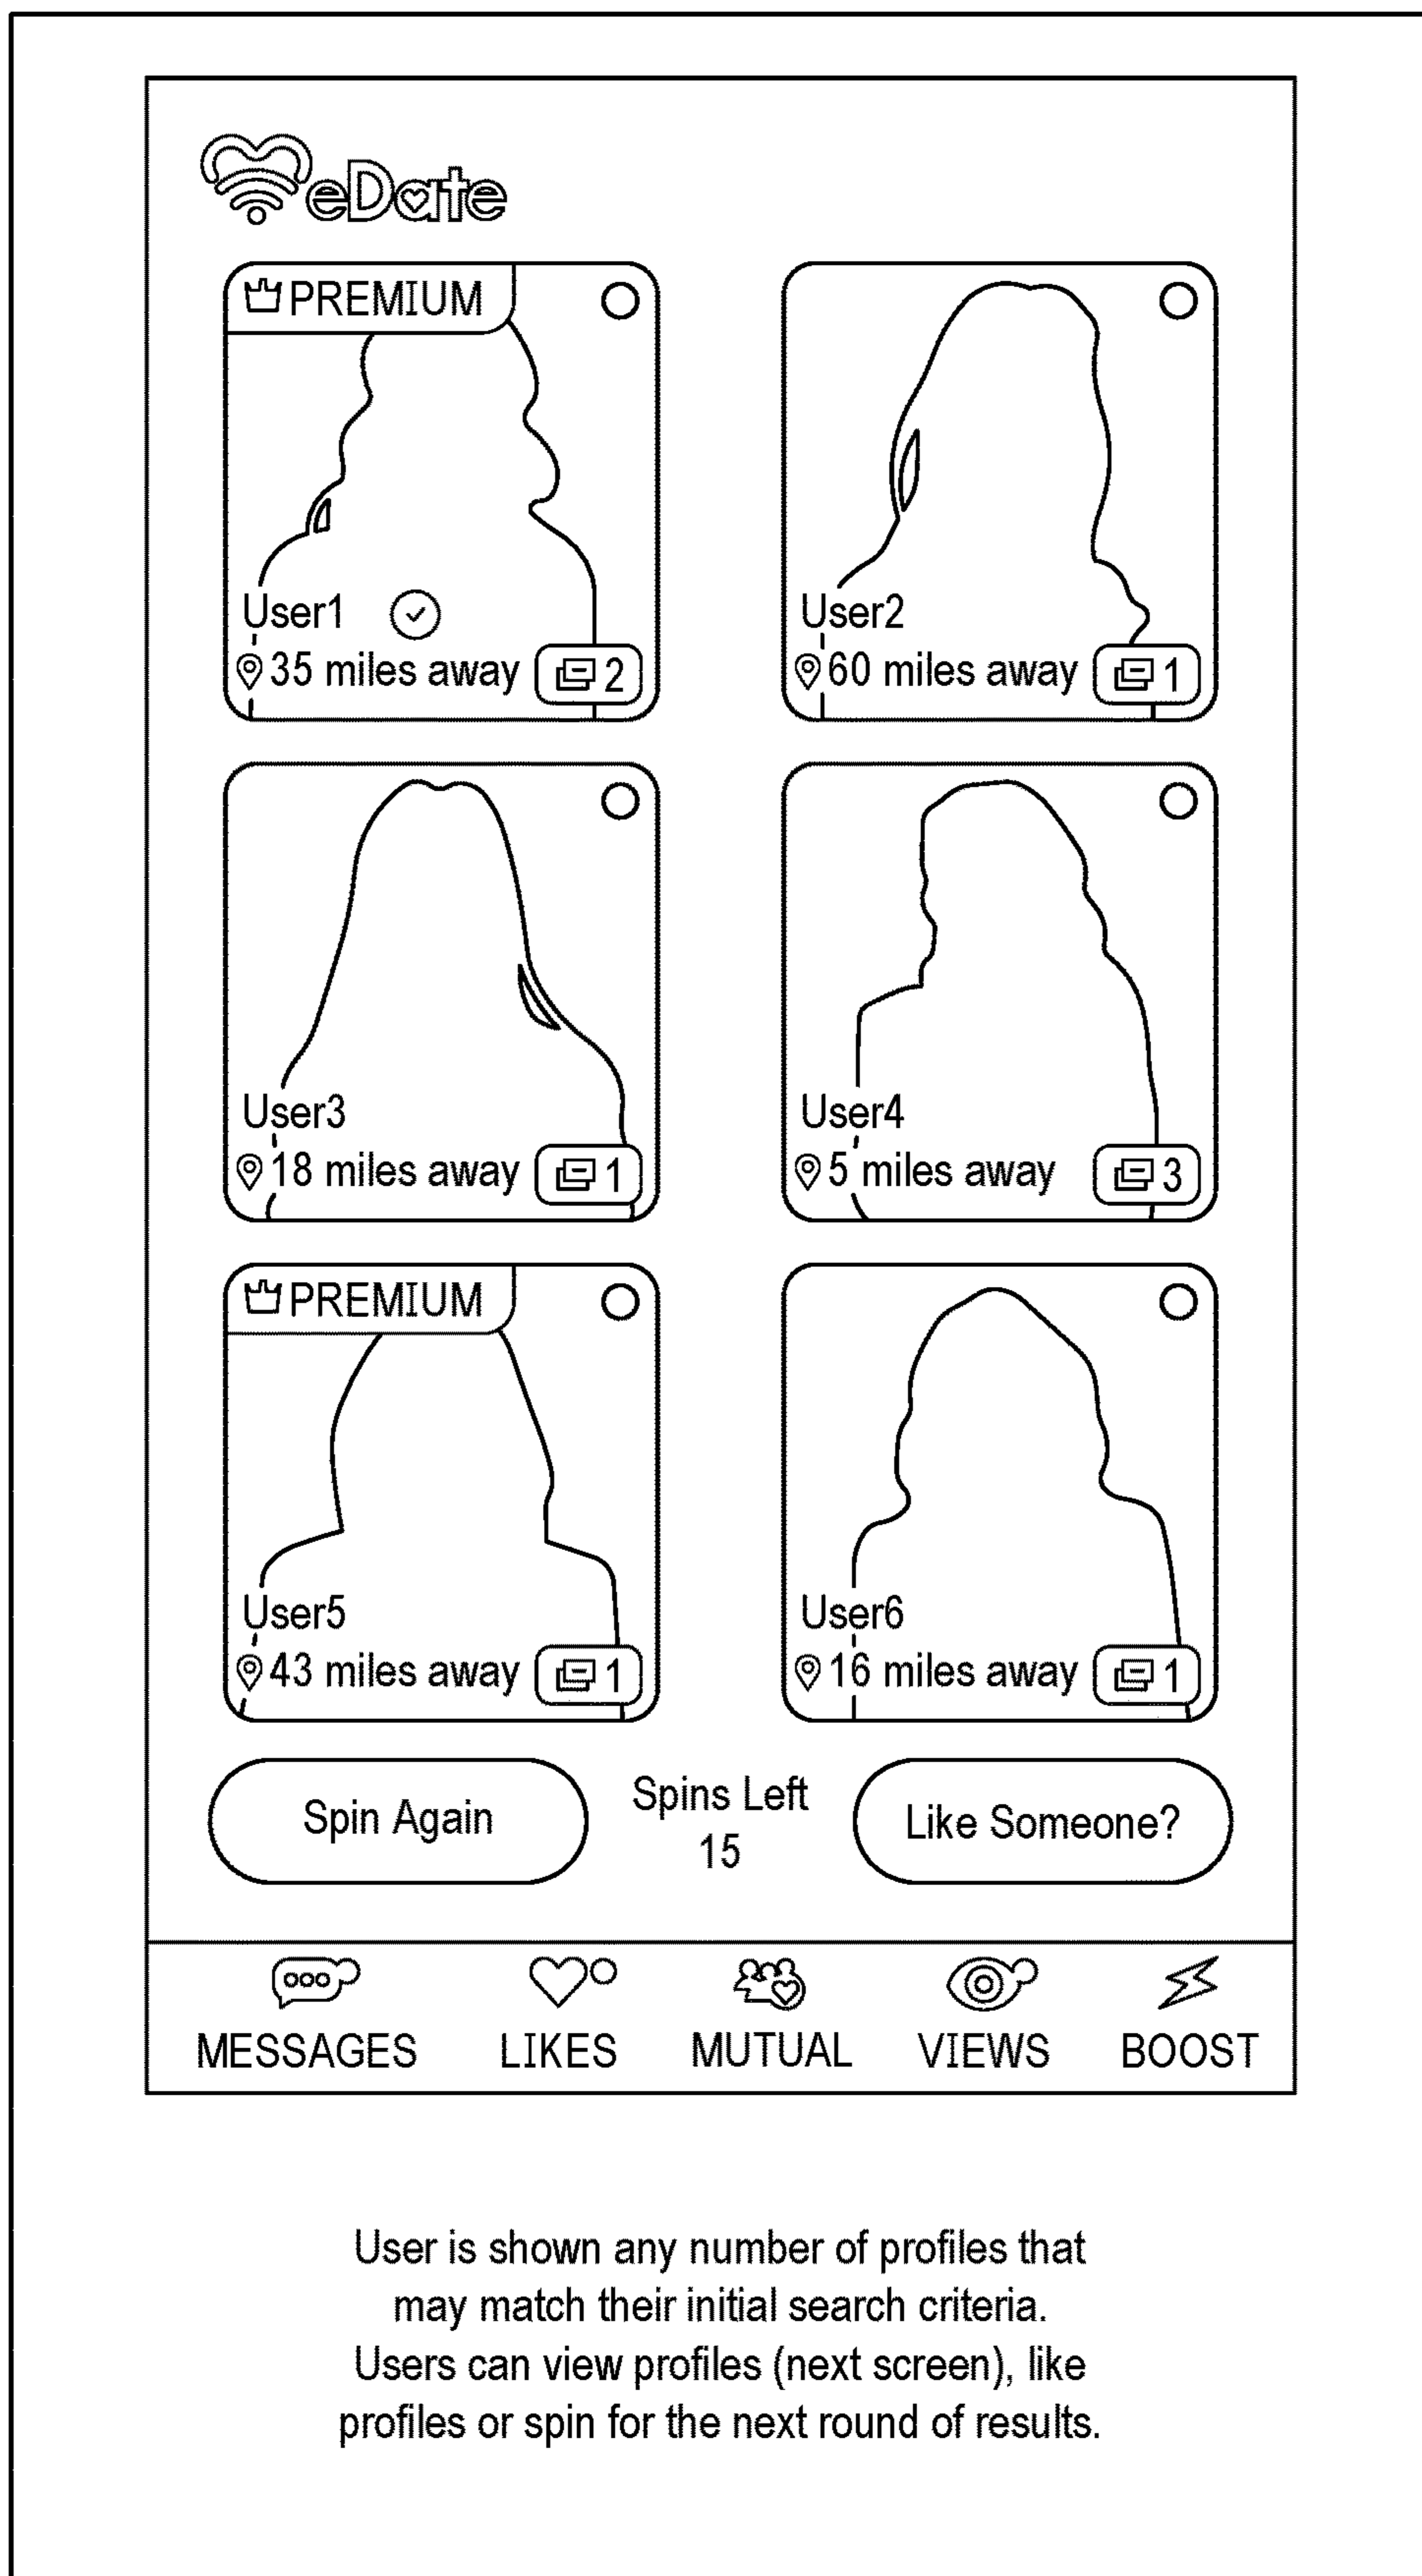 eDate
PREMIUM
User1
35 miles away 2
User2
60 miles away 1
User3
18 miles away 1
User4
5 miles away 3
PREMIUM
User5
43 miles away 1
User6
16 miles away 1
Spin Again
Spins Left
15
Like Someone?
MESSAGES LIKES MUTUAL VIEWS BOOST
User is shown any number of profiles that
may match their initial search criteria.
Users can view profiles (next screen), like
profiles or spin for the next round of results.